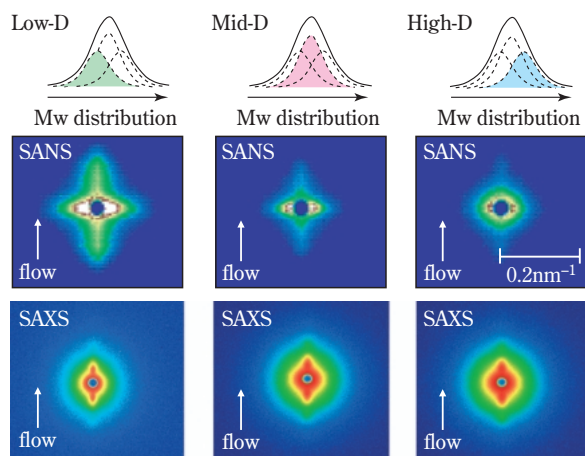 Low-D
Mid-D
High-D
Mw distribution
Mw distribution
Mw distribution
SANS
SANS
SANS
flow
flow
flow
0.2nm⁻¹
SAXS
SAXS
SAXS
flow
flow
flow